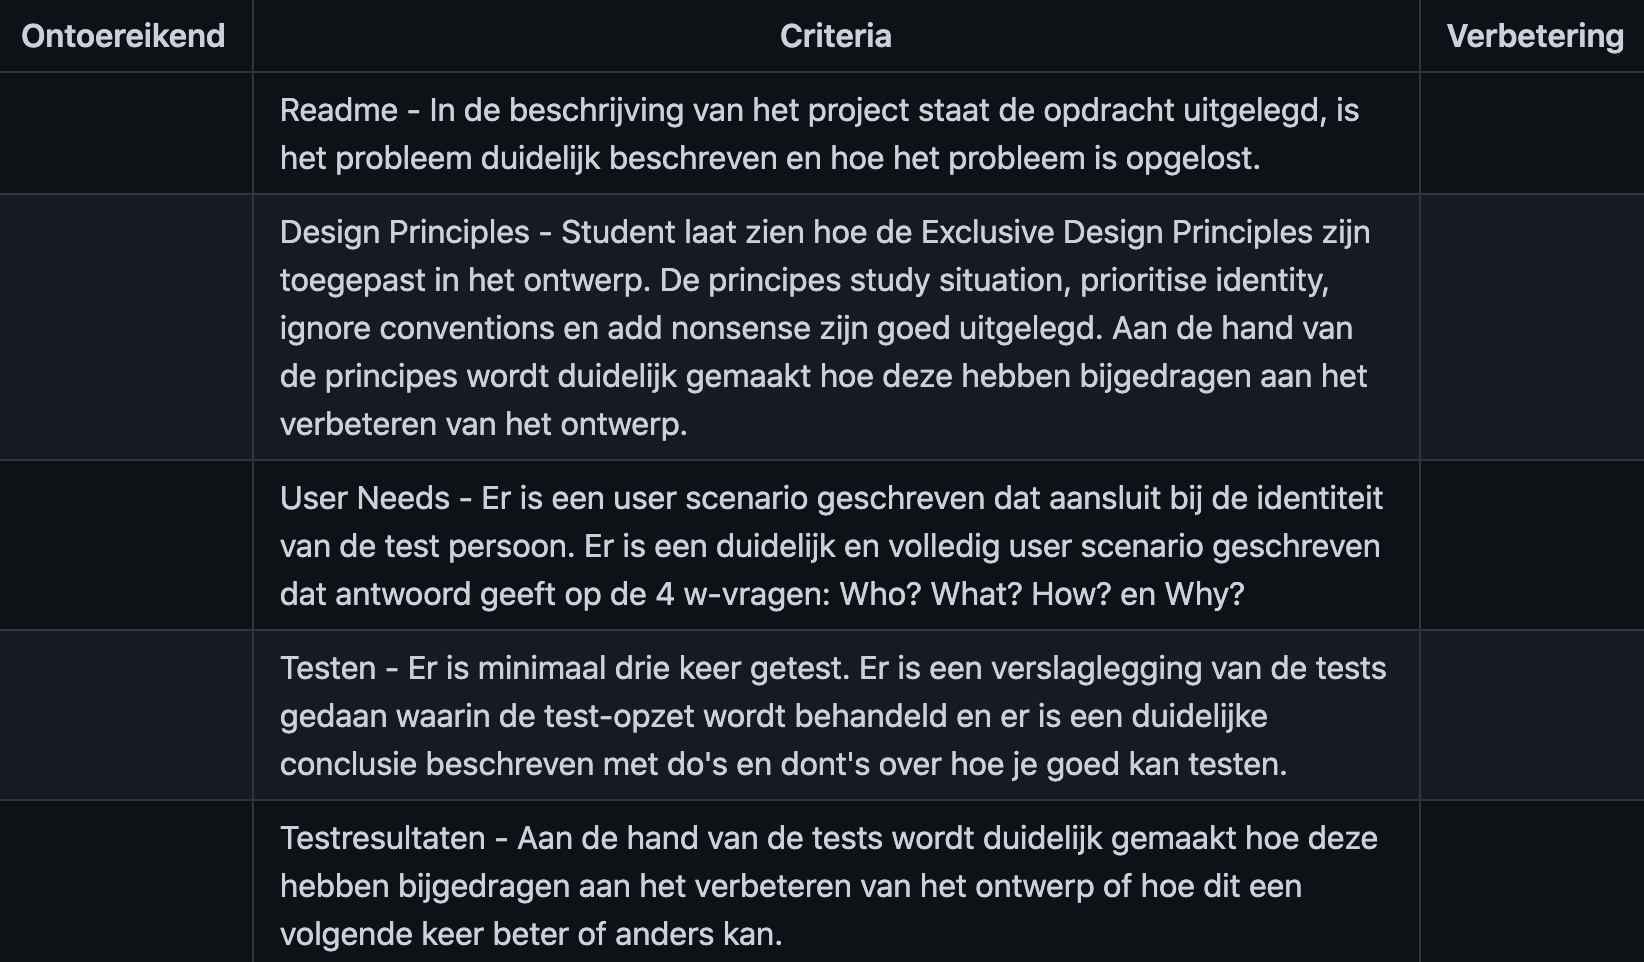 Ontoereikend
Criteria
Verbetering
Readme - In de beschrijving van het project staat de opdracht uitgelegd, is
het probleem duidelijk beschreven en hoe het probleem is opgelost.
Design Principles - Student laat zien hoe de Exclusive Design Principles zijn
toegepast in het ontwerp. De principes study situation, prioritise identity,
ignore conventions en add nonsense zijn goed uitgelegd. Aan de hand van
de principes wordt duidelijk gemaakt hoe deze hebben bijgedragen aan het
verbeteren van het ontwerp.
User Needs - Er is een user scenario geschreven dat aansluit bij de identiteit
van de test persoon. Er is een duidelijk en volledig user scenario geschreven
dat antwoord geeft op de 4 w-vragen: Who? What? How? en Why?
Testen - Er is minimaal drie keer getest. Er is een verslaglegging van de tests
gedaan waarin de test-opzet wordt behandeld en er is een duidelijke
conclusie beschreven met do's en dont's over hoe je goed kan testen.
Testresultaten - Aan de hand van de tests wordt duidelijk gemaakt hoe deze
hebben bijgedragen aan het verbeteren van het ontwerp of hoe dit een
volgende keer beter of anders kan.